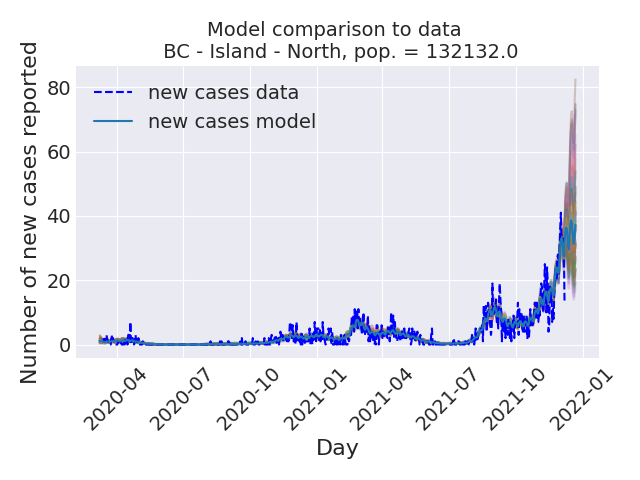 Model comparison to data
BC - Island - North, pop. = 132132.0
Number of new cases reported
80
60
40
20
0
new cases data
new cases model
2020-04
2020-07
2020-10
2021-01
2021-04
2021-07
2021-10
2022-01
Day